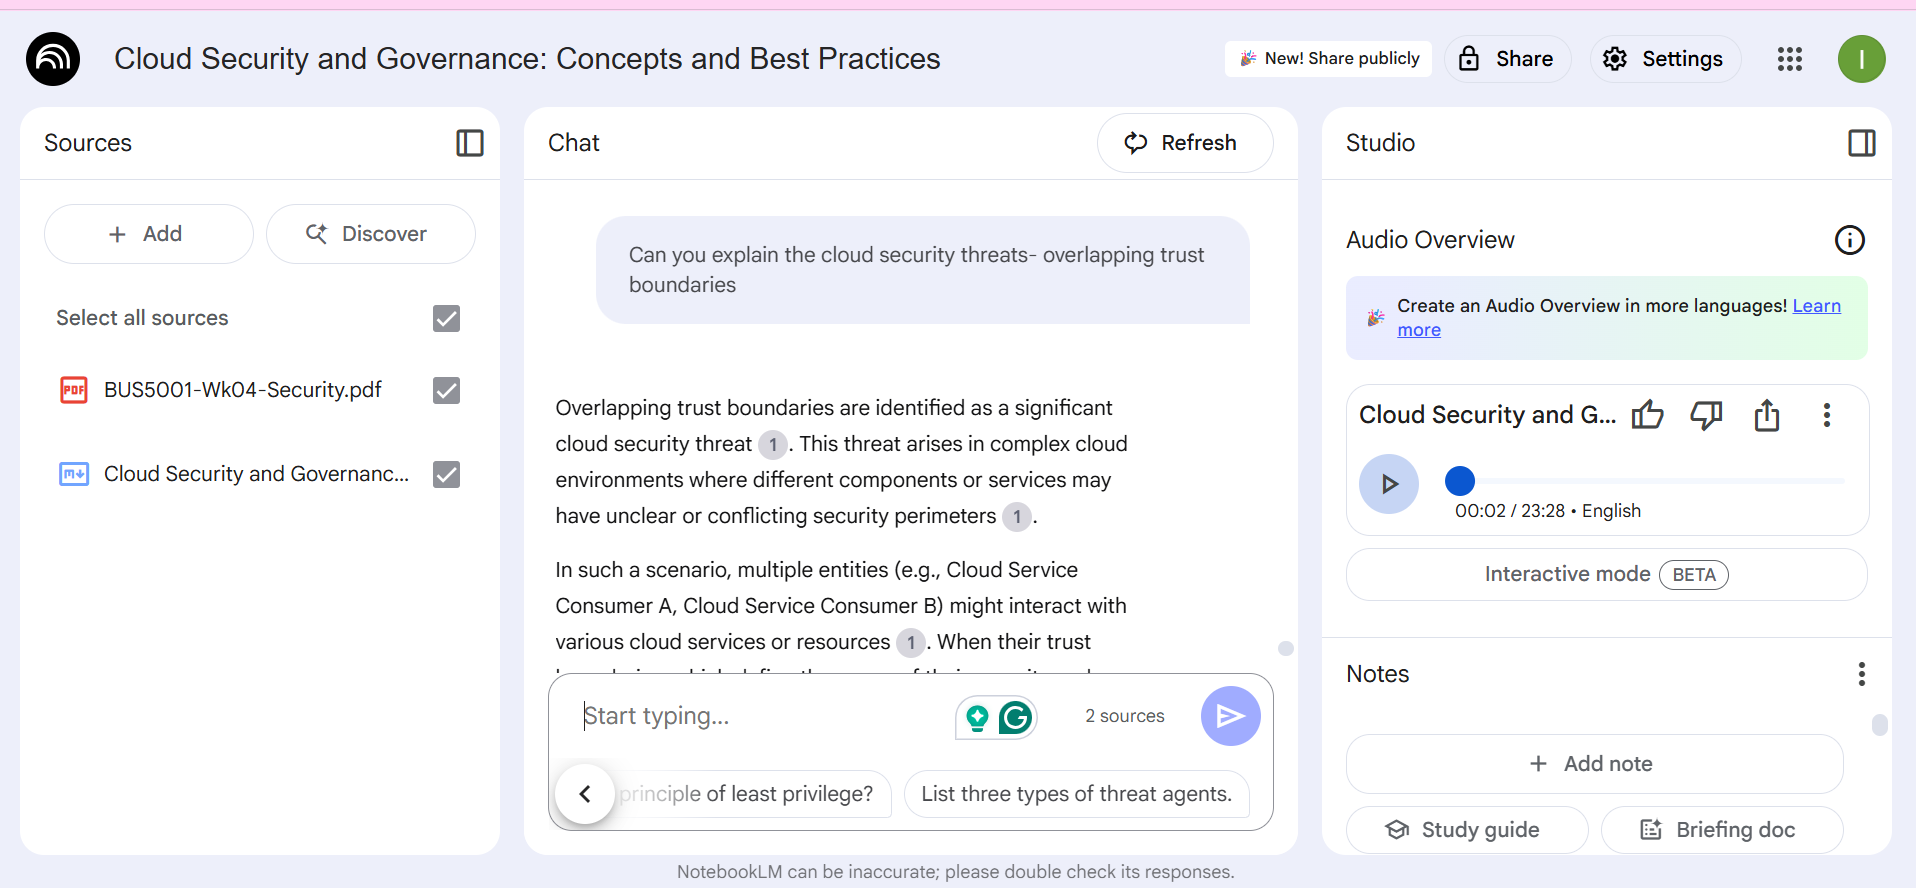 Cloud Security and Governance: Concepts and Best Practices
New! Share publicly
Share
Settings
I
Sources
Add
Discover
Select all sources
PDF
BUS5001-Wk04-Security.pdf
Cloud Security and Governanc...
Chat
Refresh
Can you explain the cloud security threats- overlapping trust
boundaries
Overlapping trust boundaries are identified as a significant
cloud security threat 1. This threat arises in complex cloud
environments where different components or services may
have unclear or conflicting security perimeters 1.
In such a scenario, multiple entities (e.g., Cloud Service
Consumer A, Cloud Service Consumer B) might interact with
various cloud services or resources 1. When their trust
Start typing...
2 sources
principle of least privilege?
List three types of threat agents.
Studio
Audio Overview
Create an Audio Overview in more languages! Learn
more
Cloud Security and G...
00:02 / 23:28 • English
Interactive mode BETA
Notes
Add note
Study guide
Briefing doc
NotebookLM can be inaccurate; please double check its responses.